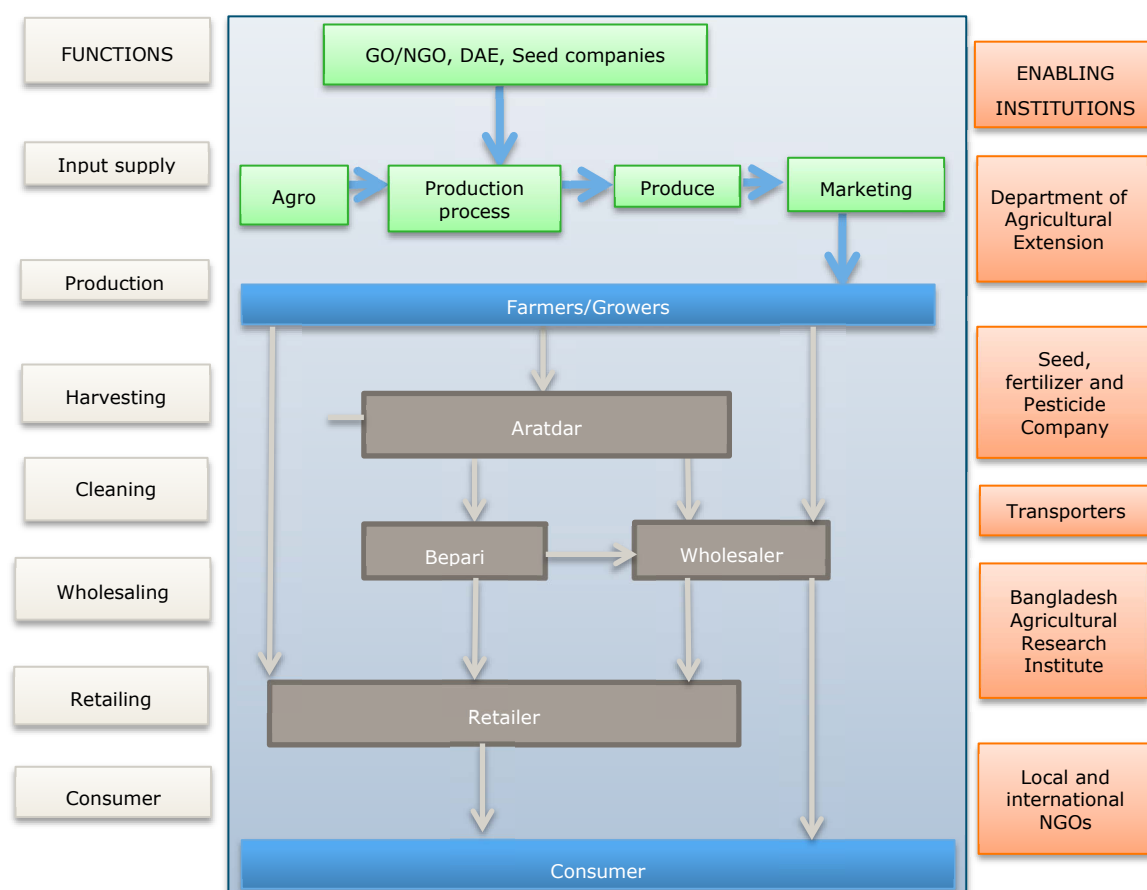 FUNCTIONS
Input supply
Production
Harvesting
Cleaning
Wholesaling
Retailing
Consumer
GO/NGO, DAE, Seed companies
Agro
Production
process
Produce
Marketing
Farmers/Growers
Aratdar
Bepari
Wholesaler
Retailer
Consumer
ENABLING
INSTITUTIONS
Department of
Agricultural
Extension
Seed,
fertilizer and
Pesticide
Company
Transporters
Bangladesh
Agricultural
Research
Institute
Local and
international
NGOs